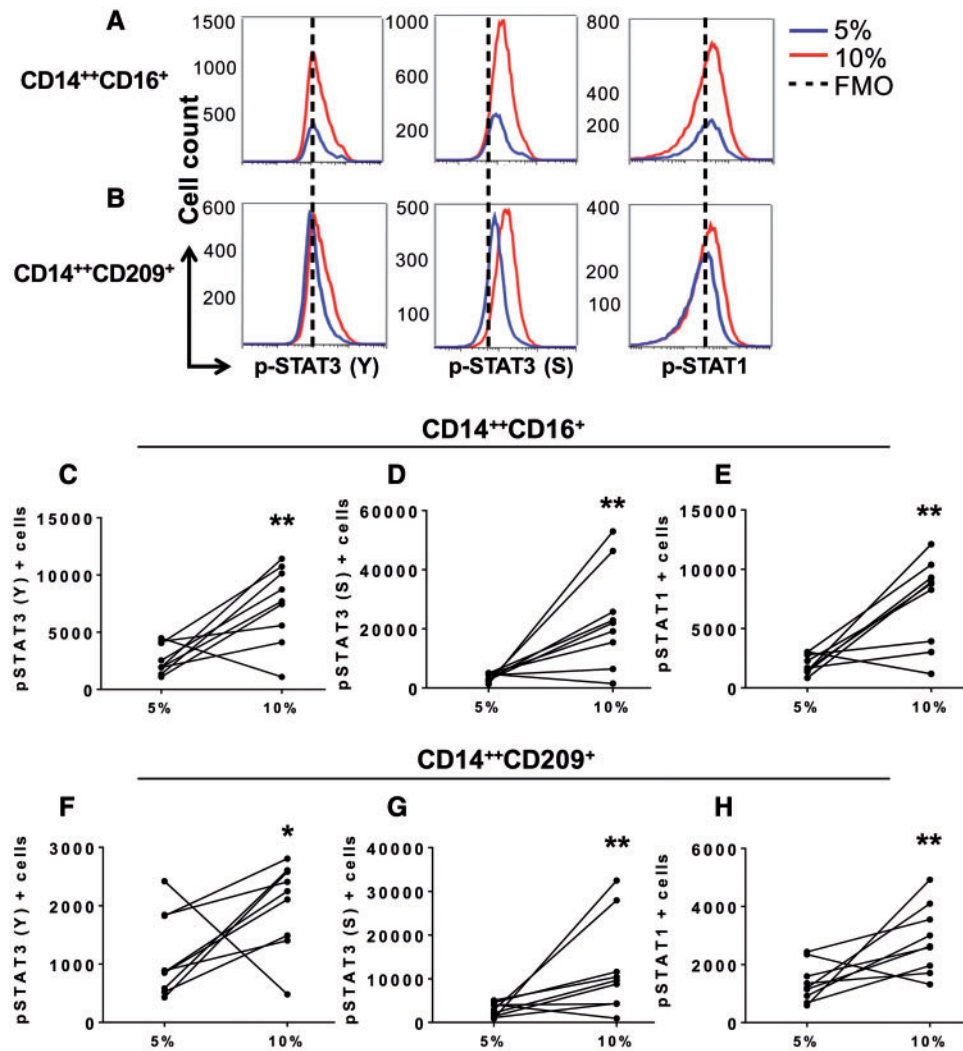 A
1500
1000
500
1000
600
200
800
400
200
5%
10%
FMO
CD14++CD16+
Cell count
B
600
400
200
500
300
100
400
200
100
CD14++CD209+
p-STAT3 (Y)
p-STAT3 (S)
p-STAT1
CD14++CD16+
C
pSTAT3 (Y) + cells
15000
10000
5000
0
**
5%
10%
D
pSTAT3 (S) + cells
60000
40000
20000
0
**
5%
10%
E
pSTAT1 + cells
15000
10000
5000
0
**
5%
10%
CD14++CD209+
F
pSTAT3 (Y) + cells
3000
2000
1000
0
*
5%
10%
G
pSTAT3 (S) + cells
40000
30000
20000
10000
0
**
5%
10%
H
pSTAT1 + cells
6000
4000
2000
0
**
5%
10%